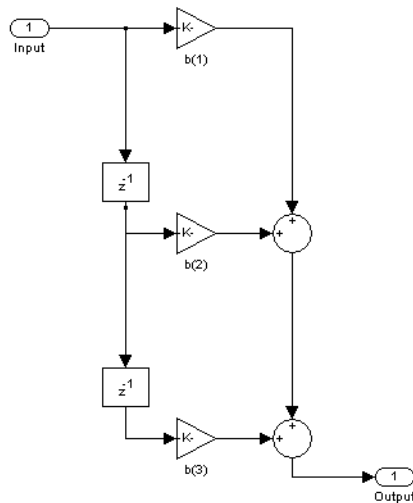 1
Input
K-
b(1)
z-1
+
+
K-
b(2)
z-1
+
+
K-
b(3)
1
Output